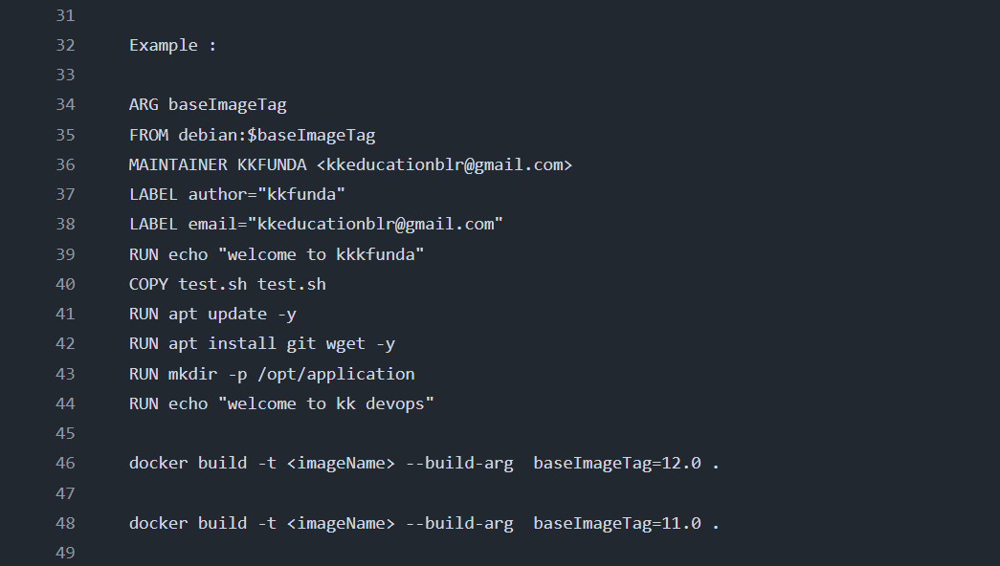 31
32 Example :
33
34 ARG baseImageTag
35 FROM debian:$baseImageTag
36 MAINTAINER KKFUNDA <kkeducationblr@gmail.com>
37 LABEL author="kkfunda"
38 LABEL email="kkeducationblr@gmail.com"
39 RUN echo "welcome to kkkfunda"
40 COPY test.sh test.sh
41 RUN apt update -y
42 RUN apt install git wget -y
43 RUN mkdir -p /opt/application
44 RUN echo "welcome to kk devops"
45
46 docker build -t <imageName> --build-arg  baseImageTag=12.0 .
47
48 docker build -t <imageName> --build-arg  baseImageTag=11.0 .
49